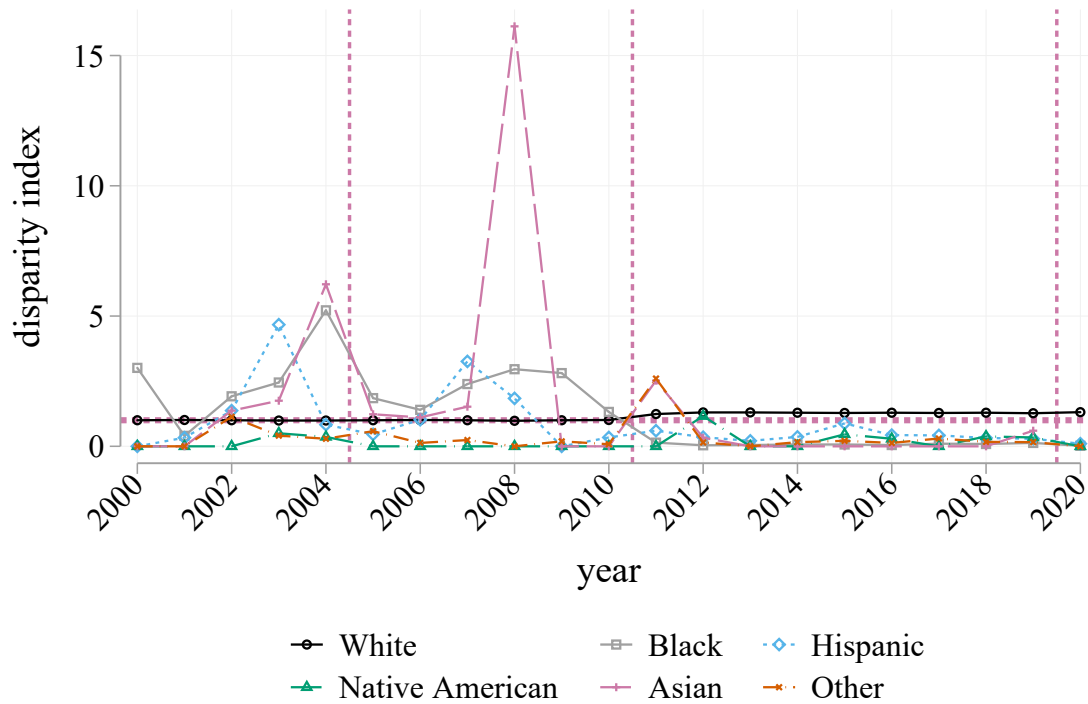 15
10
5
0
disparity index
2000 2002 2004 2006 2008 2010 2012 2014 2016 2018 2020
year
White Black Hispanic
Native American Asian Other